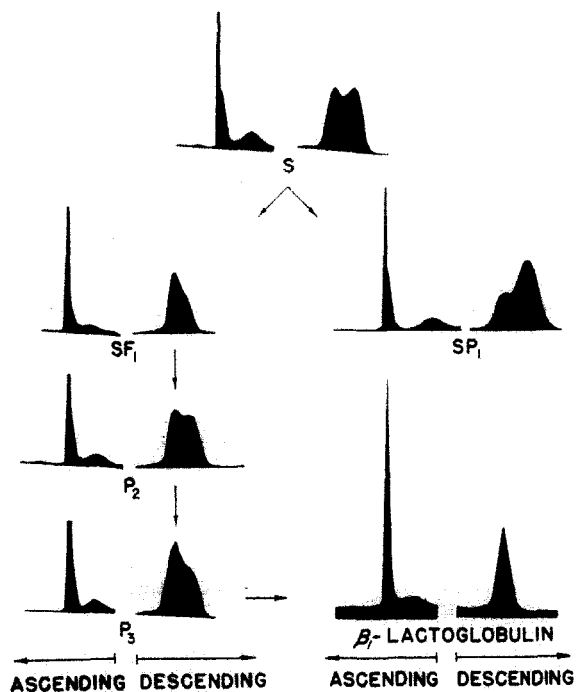 S
SF₁
SP₁
P₂
P₃
β₁- LACTOGLOBULIN
ASCENDING DESCENDING
ASCENDING DESCENDING